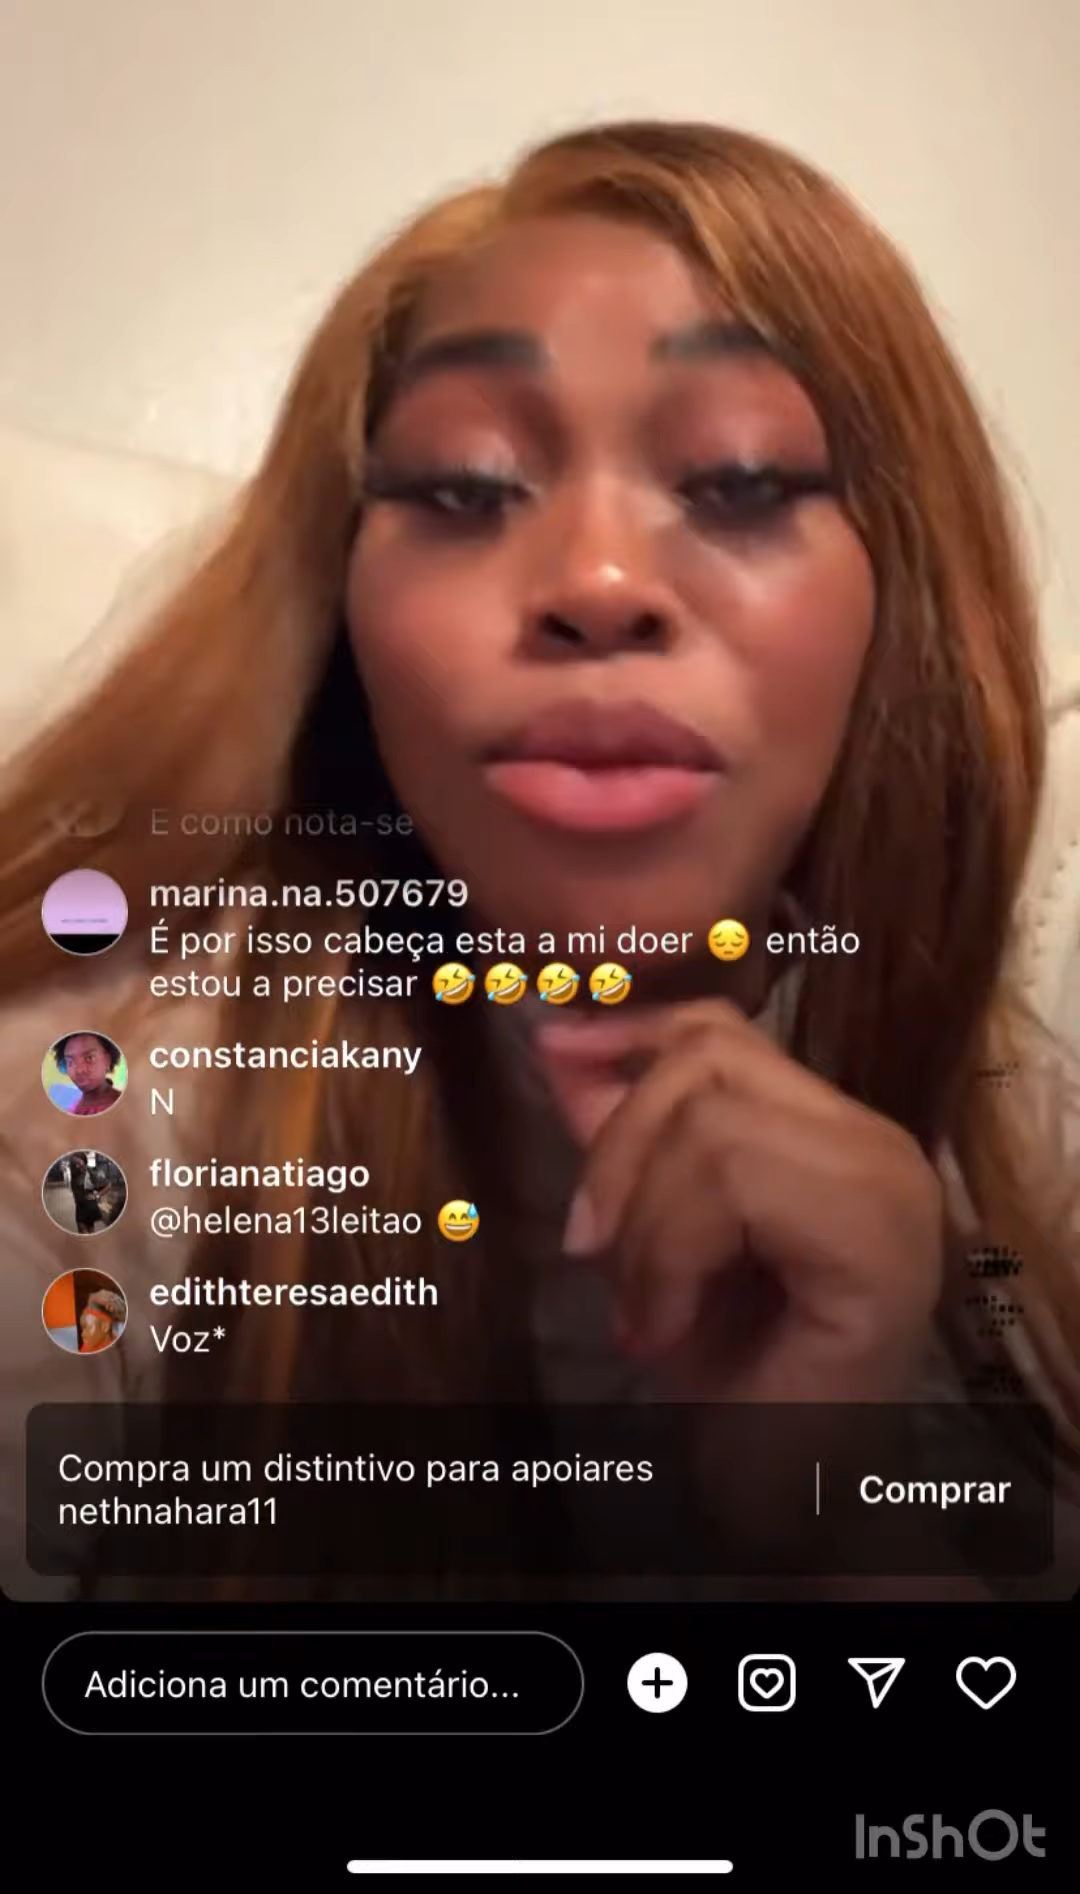 E como nota-se
marina.na.507679
É por isso cabeça esta a mi doer 😔 então
estou a precisar 🤣🤣🤣🤣
constanciakany
N
florianatiago
@helena13leitao 😅
edithteresaedith
Voz*
Compra um distintivo para apoiares
nethnahara11
Comprar
Adiciona um comentário...
InShOt